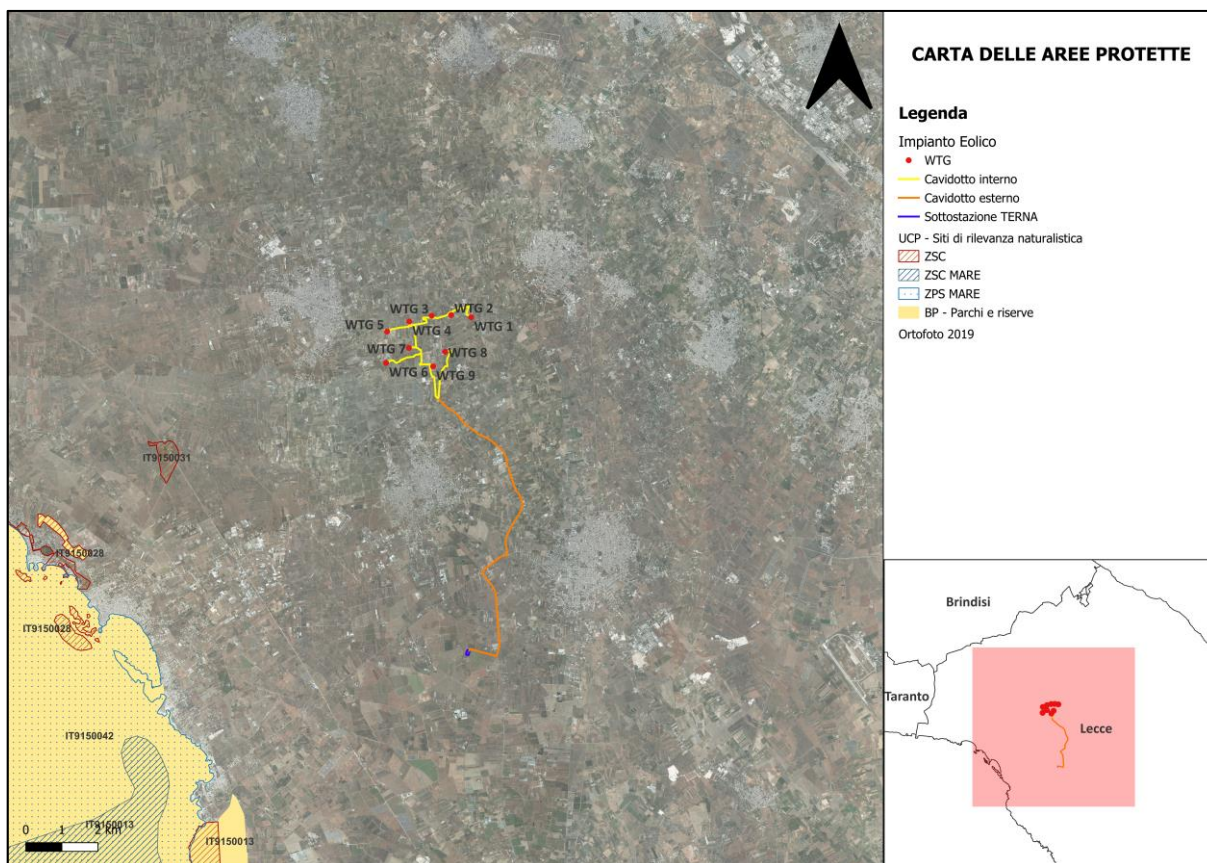 CARTA DELLE AREE PROTETTE
Legenda
Impianto Eolico
WTG
Cavidotto interno
Cavidotto esterno
Sottostazione TERNA
UCP - Siti di rilevanza naturalistica
ZSC
ZSC MARE
ZPS MARE
BP - Parchi e riserve
Ortofoto 2019
WTG 3
WTG 2
WTG 5
WTG 4
WTG 1
WTG 7
WTG 8
WTG 6
WTG 9
IT9150031
IT9150028
IT9150028
IT9150042
IT9150013
IT9150013
0 1 2 km
Brindisi
Taranto
Lecce